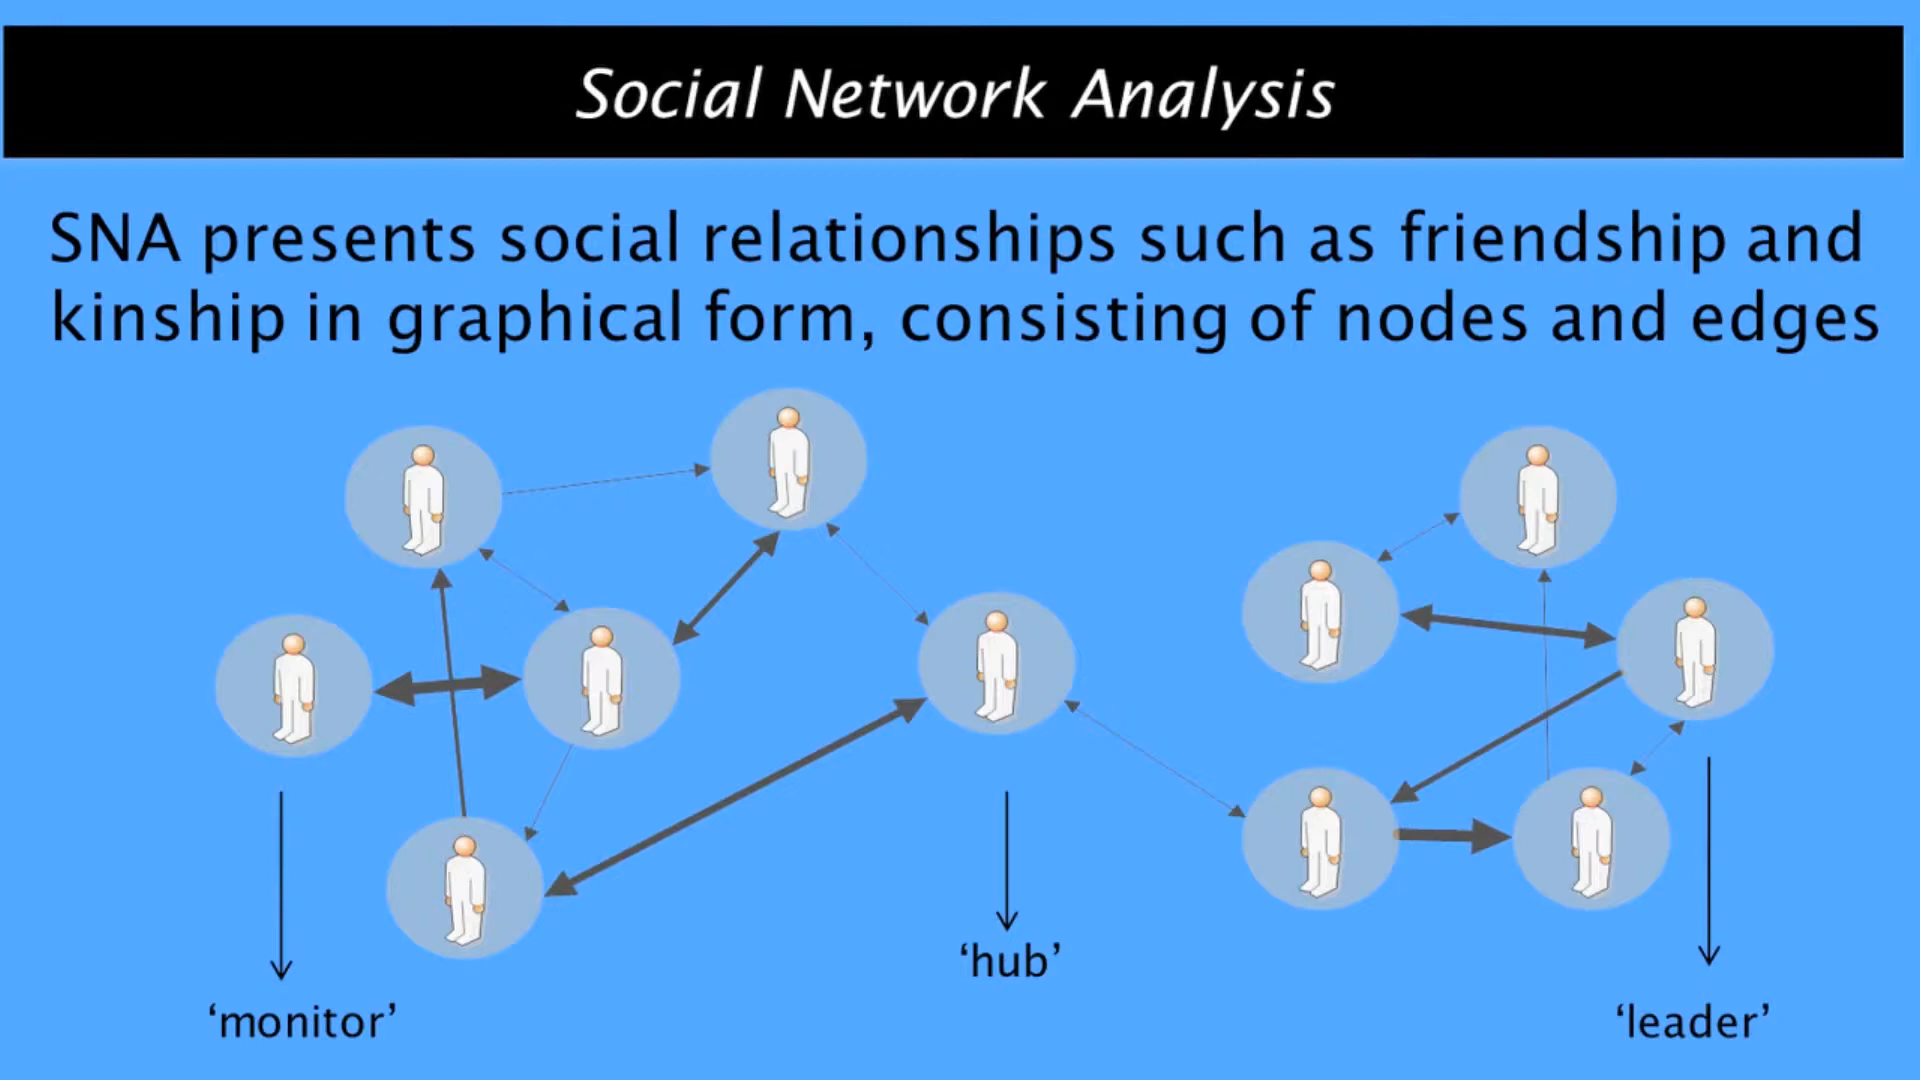 Social Network Analysis
SNA presents social relationships such as friendship and
kinship in graphical form, consisting of nodes and edges
‘hub’
‘monitor’
‘leader’